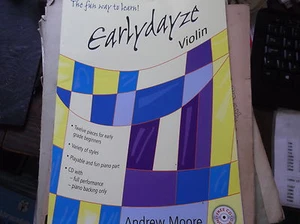 The fun way to learn!
Earlydayze
Violin
• Twelve pieces for early
grade beginners
• Variety of styles
• Playable and fun piano part
• CD with
– full performance
– piano backing only
Andrew Moore